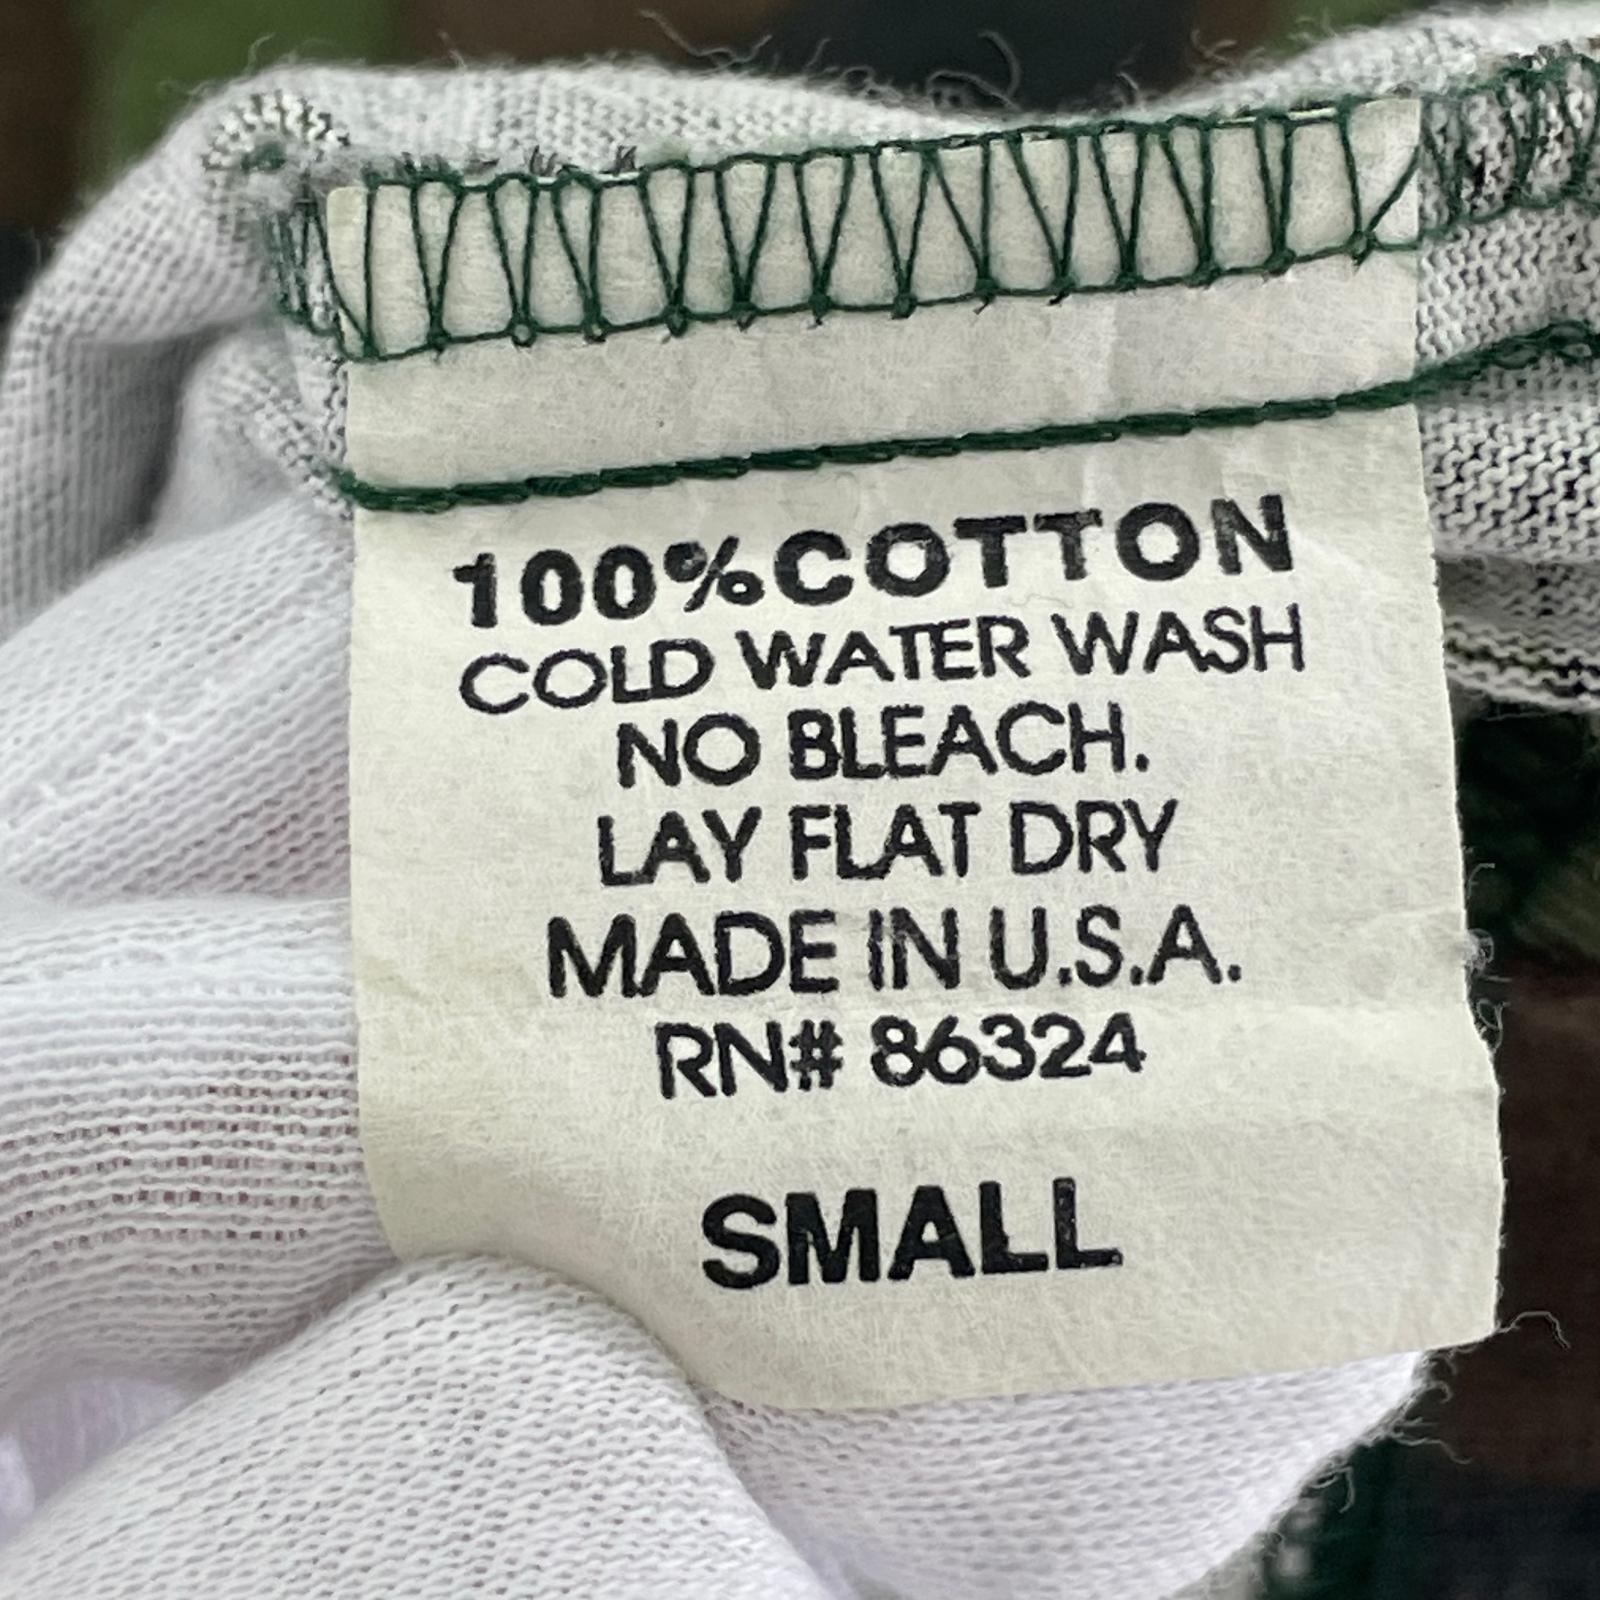 100%COTTON
COLD WATER WASH
NO BLEACH.
LAY FLAT DRY
MADE IN U.S.A.
RN# 86324
SMALL